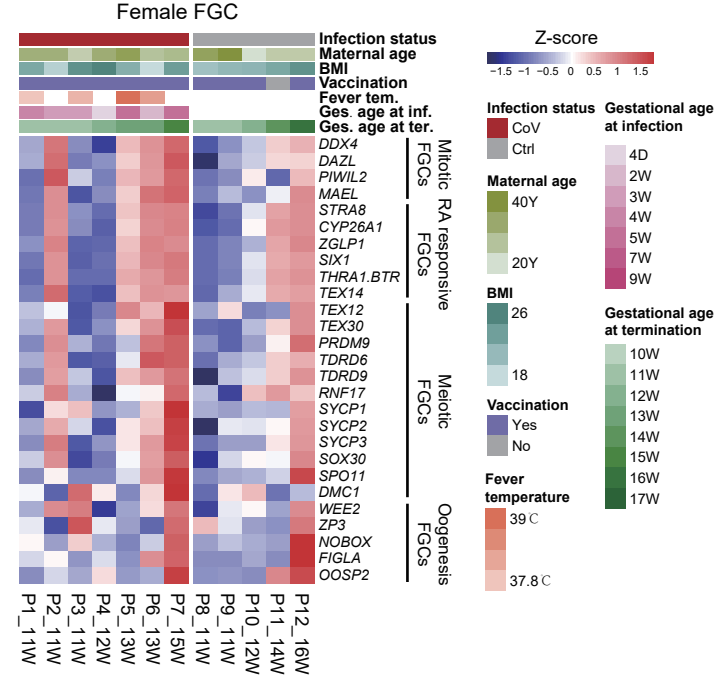 Female FGC
Infection status
Maternal age
BMI
Vaccination
Fever tem.
Ges. age at inf.
Ges. age at ter.
DDX4
DAZL
PIWIL2
MAEL
STRA8
CYP26A1
ZGLP1
SIX1
THRA1.BTR
TEX14
TEX12
TEX30
PRDM9
TDRD6
TDRD9
RNF17
SYCP1
SYCP2
SYCP3
SOX30
SPO11
DMC1
WEE2
ZP3
NOBOX
FIGLA
OOSP2
Mitotic
FGCs
RA responsive
FGCs
Meiotic
FGCs
Oogenesis
FGCs
P1_11W
P2_11W
P3_11W
P4_12W
P5_13W
P6_13W
P7_15W
P8_11W
P9_11W
P10_12W
P11_14W
P12_16W
Z-score
−1.5 −1 −0.5 0 0.5 1 1.5
Infection status
CoV
Ctrl
Maternal age
40Y
20Y
BMI
26
18
Vaccination
Yes
No
Fever
temperature
39℃
37.8℃
Gestational age
at infection
4D
2W
3W
4W
5W
7W
9W
Gestational age
at termination
10W
11W
12W
13W
14W
15W
16W
17W